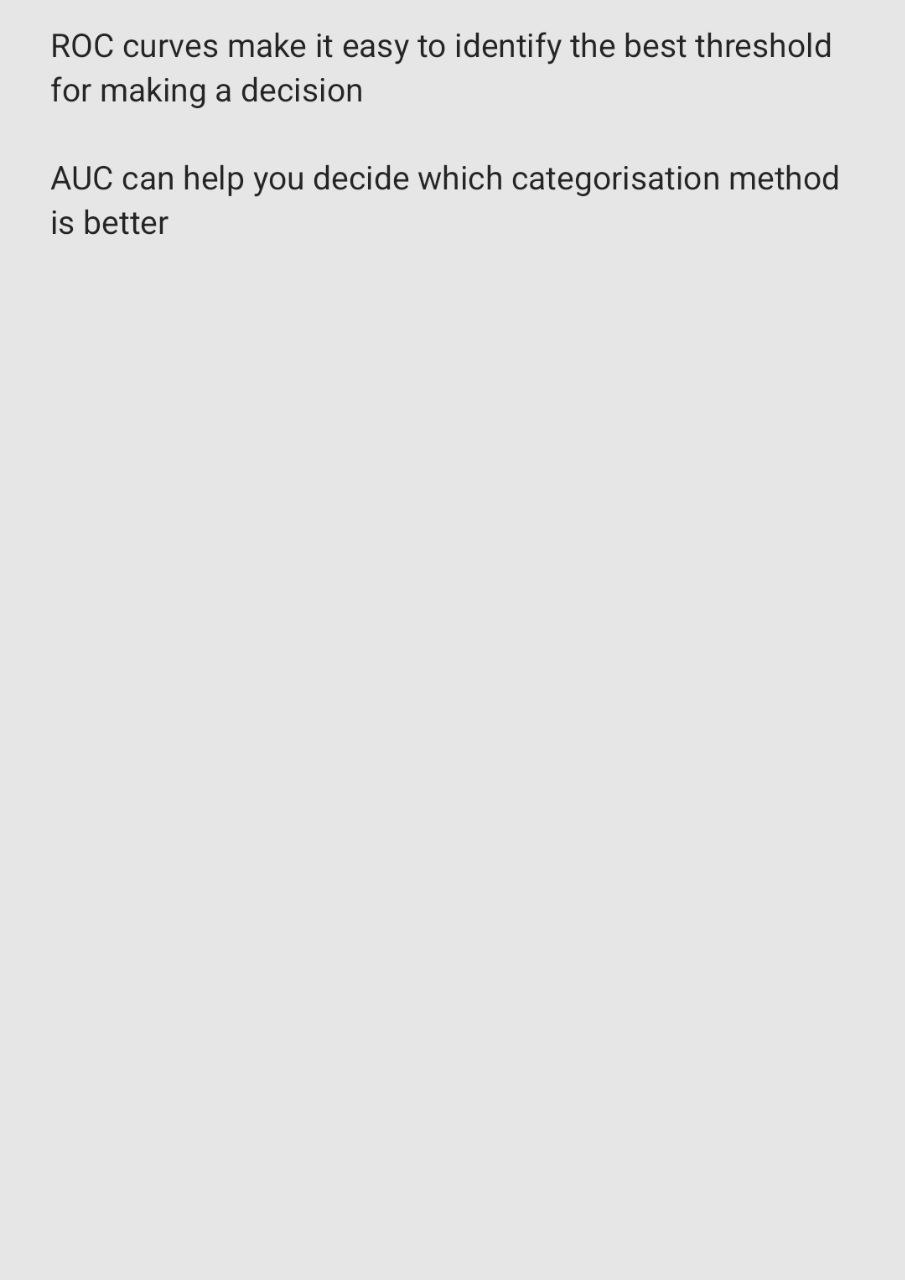 ROC curves make it easy to identify the best threshold
for making a decision
AUC can help you decide which categorisation method
is better